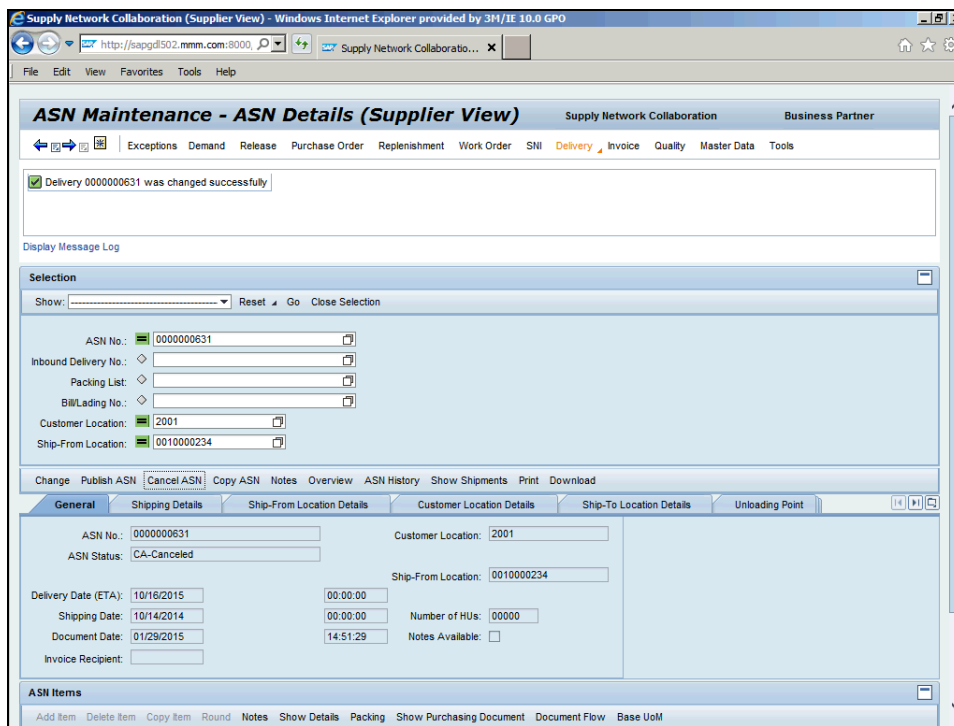 Supply Network Collaboration (Supplier View) - Windows Internet Explorer provided by 3M/IE 10.0 GPO
http://sapgdl502.mmm.com:8000, Supply Network Collaboratio...
File Edit View Favorites Tools Help
ASN Maintenance - ASN Details (Supplier View) Supply Network Collaboration Business Partner
Exceptions Demand Release Purchase Order Replenishment Work Order SNI Delivery Invoice Quality Master Data Tools
Delivery 0000000631 was changed successfully
Display Message Log
Selection
Show: ---------------------------------------- Reset Go Close Selection
ASN No.: 0000000631
Inbound Delivery No.:
Packing List:
Bill/Lading No.:
Customer Location: 2001
Ship-From Location: 0010000234
Change Publish ASN Cancel ASN Copy ASN Notes Overview ASN History Show Shipments Print Download
General Shipping Details Ship-From Location Details Customer Location Details Ship-To Location Details Unloading Point
ASN No.: 0000000631 Customer Location: 2001
ASN Status: CA-Canceled
Ship-From Location: 0010000234
Delivery Date (ETA): 10/16/2015 00:00:00
Shipping Date: 10/14/2014 00:00:00 Number of HUs: 00000
Document Date: 01/29/2015 14:51:29 Notes Available:
Invoice Recipient:
ASN Items
Add Item Delete Item Copy Item Round Notes Show Details Packing Show Purchasing Document Document Flow Base UoM